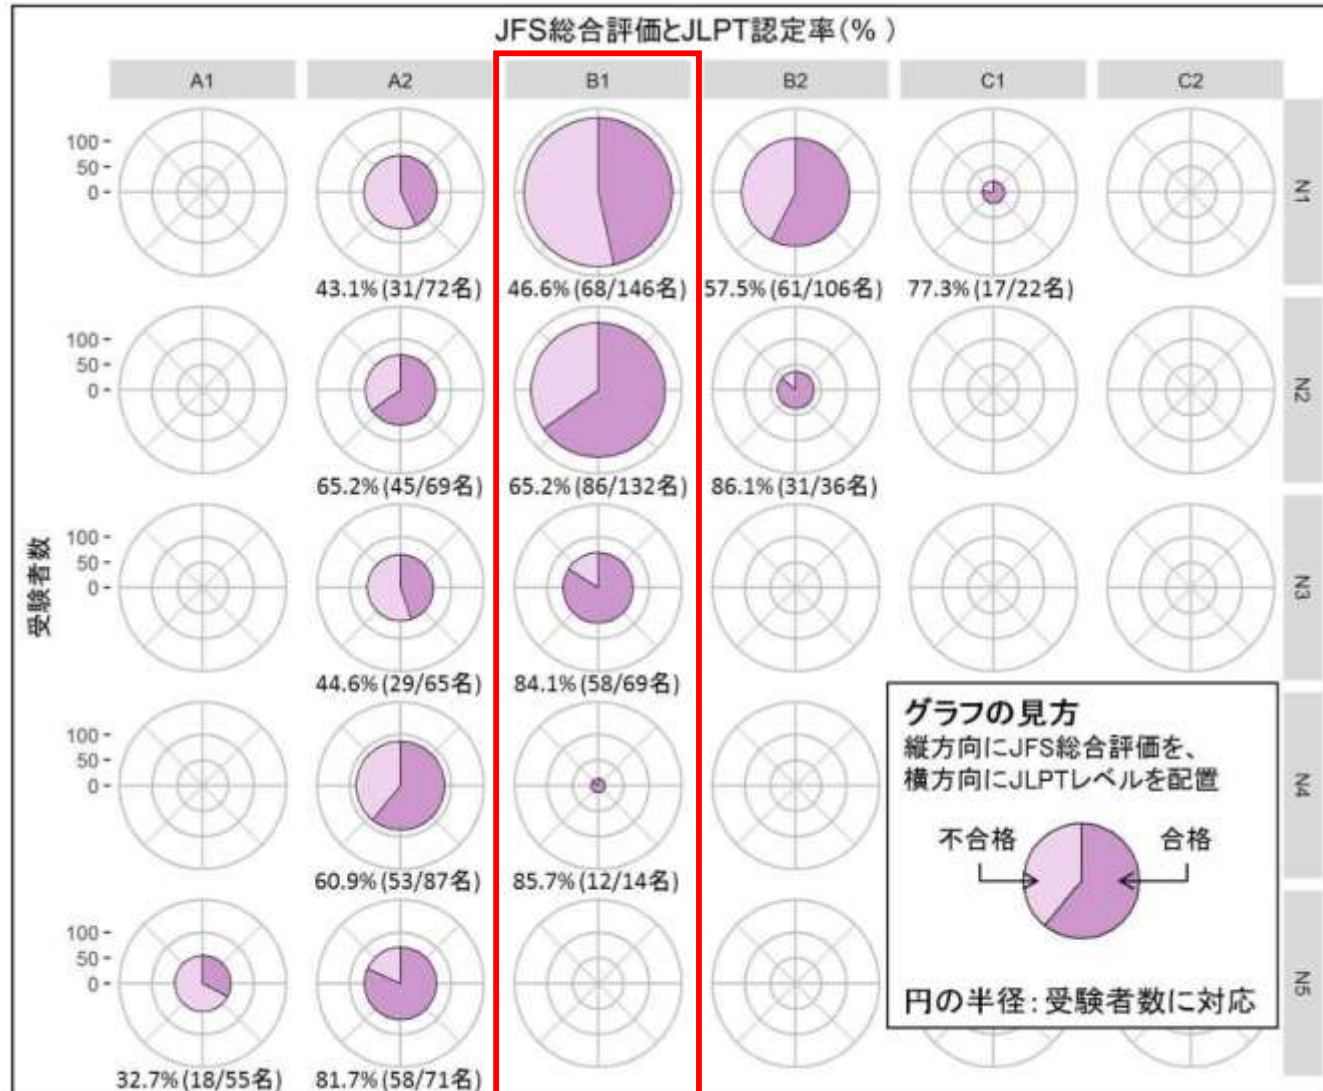 JFS総合評価とJLPT認定率(% )
A1 A2 B1 B2 C1 C2
受験者数
100
50
0
N1
43.1%(31/72名) 46.6%(68/146名) 57.5%(61/106名) 77.3%(17/22名)
100
50
0
N2
65.2%(45/69名) 65.2%(86/132名) 86.1%(31/36名)
100
50
0
N3
44.6%(29/65名) 84.1%(58/69名)
100
50
0
N4
60.9%(53/87名) 85.7%(12/14名)
100
50
0
N5
32.7%(18/55名) 81.7%(58/71名)
グラフの見方
縦方向にJFS総合評価を、
横方向にJLPTレベルを配置
不合格 合格
円の半径:受験者数に対応